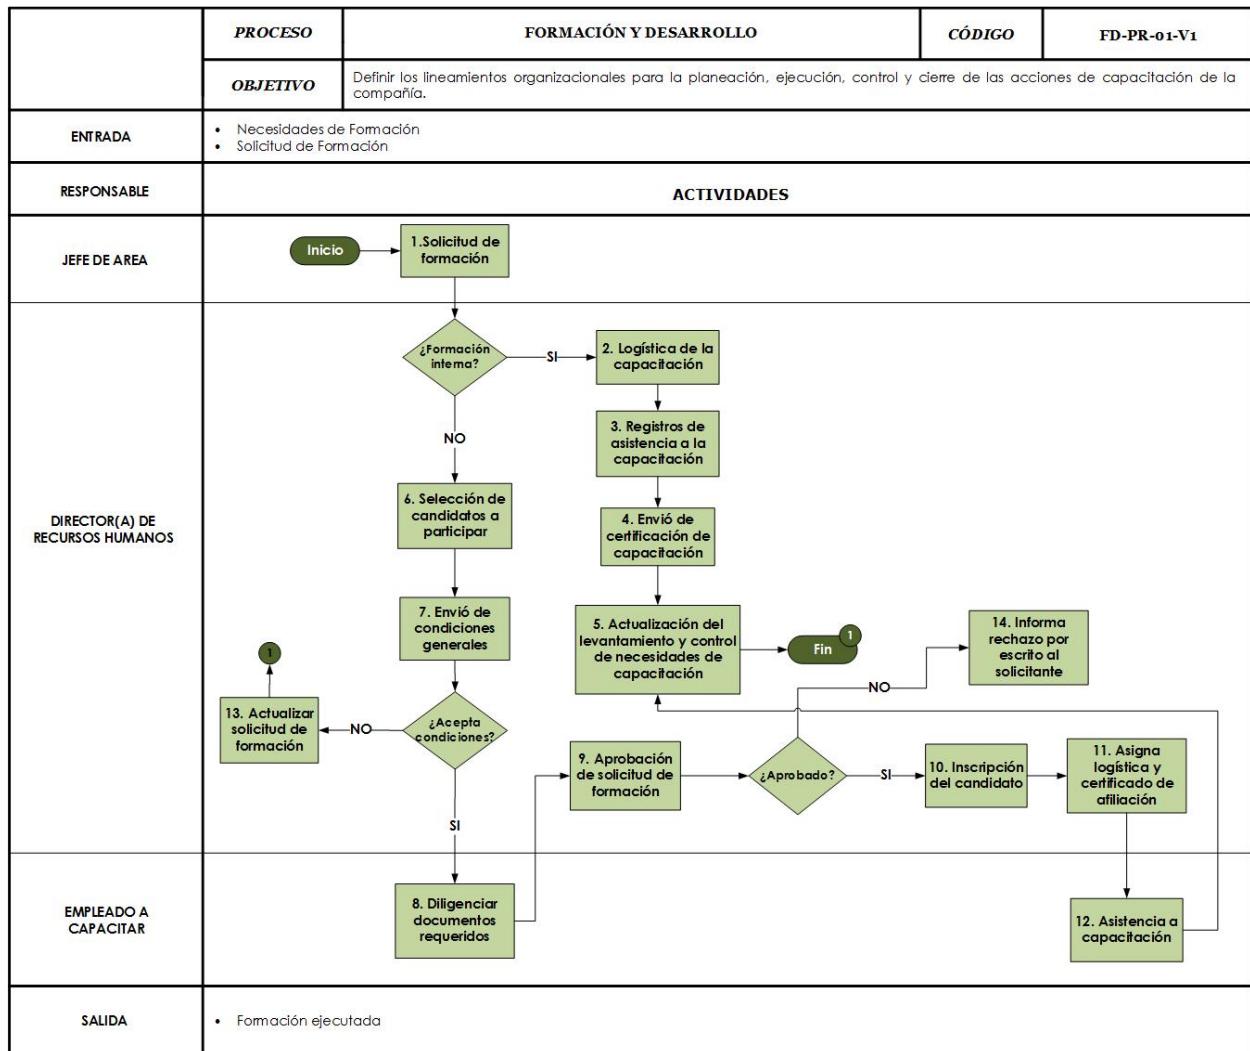 PROCESO
FORMACIÓN Y DESARROLLO
CÓDIGO
FD-PR-01-V1
OBJETIVO
Definir los lineamientos organizacionales para la planeación, ejecución, control y cierre de las acciones de capacitación de la
compañía.
ENTRADA
• Necesidades de Formación
• Solicitud de Formación
RESPONSABLE
ACTIVIDADES
JEFE DE AREA
Inicio
1.Solicitud de
formación
DIRECTOR(A) DE
RECURSOS HUMANOS
¿Formación
interna?
SI
2. Logística de la
capacitación
NO
3. Registros de
asistencia a la
capacitación
6. Selección de
candidatos a
participar
4. Envió de
certificación de
capacitación
7. Envió de
condiciones
generales
5. Actualización del
levantamiento y control
de necesidades de
capacitación
Fin
1
14. Informa
rechazo por
escrito al
solicitante
1
13. Actualizar
solicitud de
formación
NO
¿Acepta
condiciones?
SI
9. Aprobación
de solicitud de
formación
¿Aprobado?
NO
SI
10. Inscripción
del candidato
11. Asigna
logística y
certificado de
afiliación
EMPLEADO A
CAPACITAR
8. Diligenciar
documentos
requeridos
12. Asistencia a
capacitación
SALIDA
• Formación ejecutada